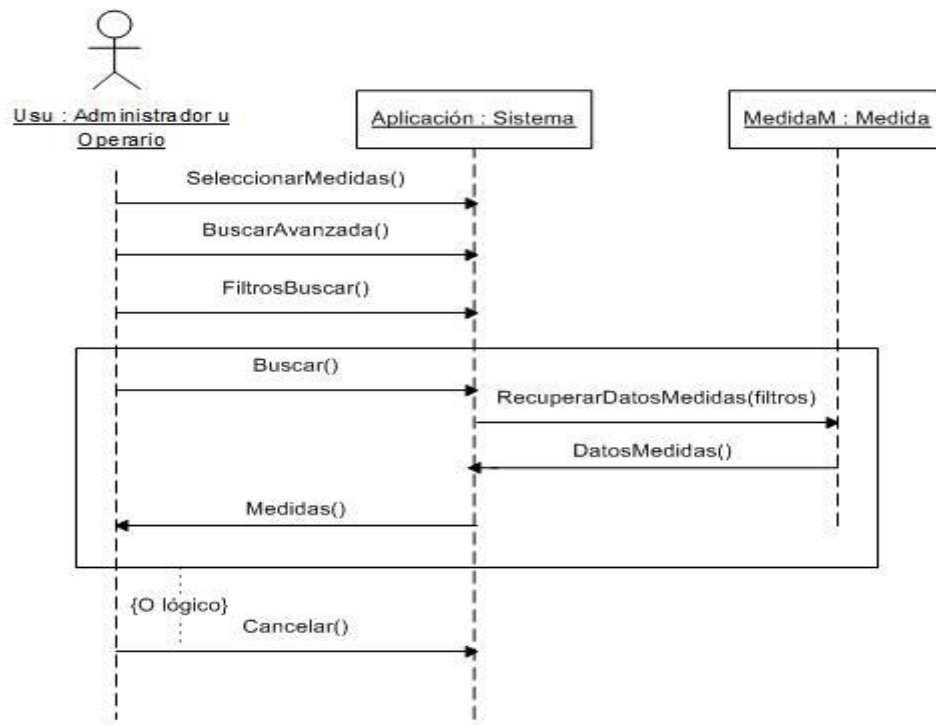 Usu : Administrador u
Operario
Aplicación : Sistema
MedidaM : Medida
SeleccionarMedidas()
BuscarAvanzada()
FiltrosBuscar()
Buscar()
RecuperarDatosMedidas(filtros)
DatosMedidas()
Medidas()
{O lógico}
Cancelar()